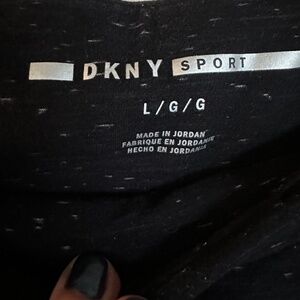 DKNY SPORT
L/G/G
MADE IN JORDAN
FABRIQUE EN JORDANIE
HECHO EN JORDANIA